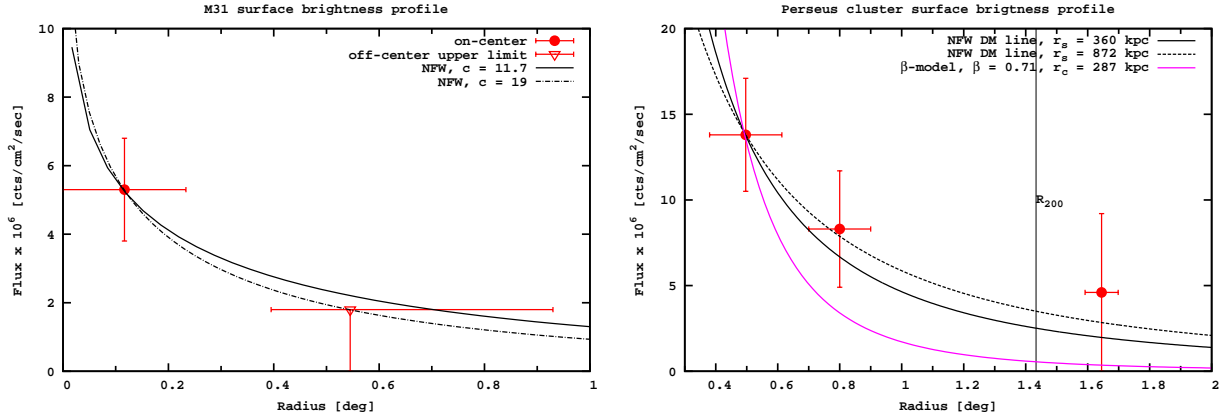 M31 surface brightness profile
on-center
off-center upper limit
NFW, c = 11.7
NFW, c = 19
Flux x 10^6 [cts/cm^2/sec]
10
8
6
4
2
0
0 0.2 0.4 0.6 0.8 1
Radius [deg]
Perseus cluster surface brigtness profile
NFW DM line, r_s = 360 kpc
NFW DM line, r_s = 872 kpc
β-model, β = 0.71, r_c = 287 kpc
R_200
Flux x 10^6 [cts/cm^2/sec]
20
15
10
5
0
0.4 0.6 0.8 1 1.2 1.4 1.6 1.8 2
Radius [deg]